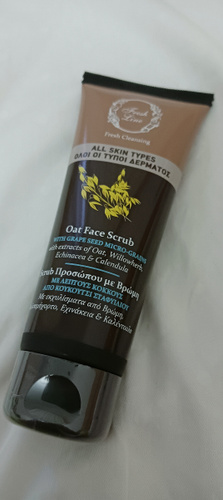 Fresh Line
Fresh Cleansing
ALL SKIN TYPES
ΟΛΟΙ ΟΙ ΤΥΠΟΙ ΔΕΡΜΑΤΟΣ
Oat Face Scrub
WITH GRAPE SEED MICRO-GRAINS
with extracts of Oat, Willowherb,
Echinacea & Calendula
Scrub Προσώπου με Βρώμη
ΜΕ ΛΕΠΤΟΥΣ ΚΟΚΚΟΥΣ
ΑΠΟ ΚΟΥΚΟΥΤΣΙ ΣΤΑΦΥΛΙΟΥ
Με εκχυλίσματα από Βρώμη,
Εχινάκεια & Καλέντουλα